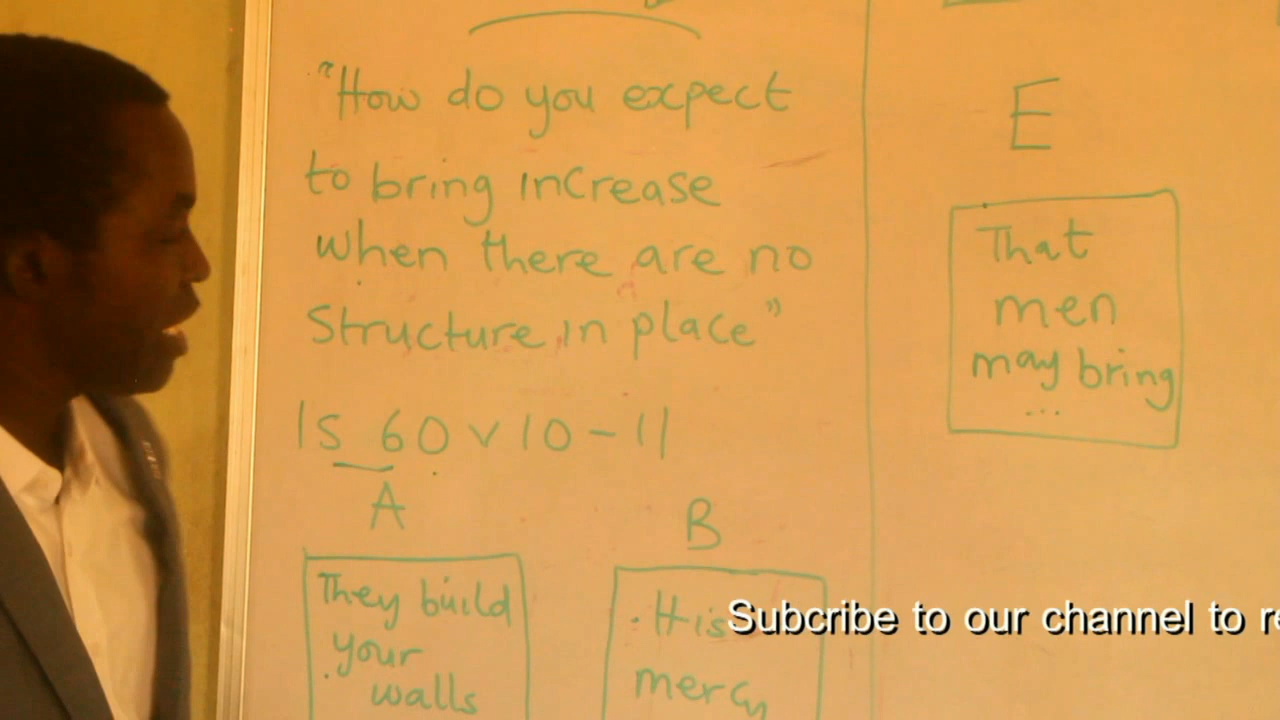 "How do you expect
to bring increase
when there are no
Structure in place"
Is 60 v 10 - 11
A
They build
your
walls
B
His
mercy
E
That
men
may bring
...
Subcribe to our channel to re